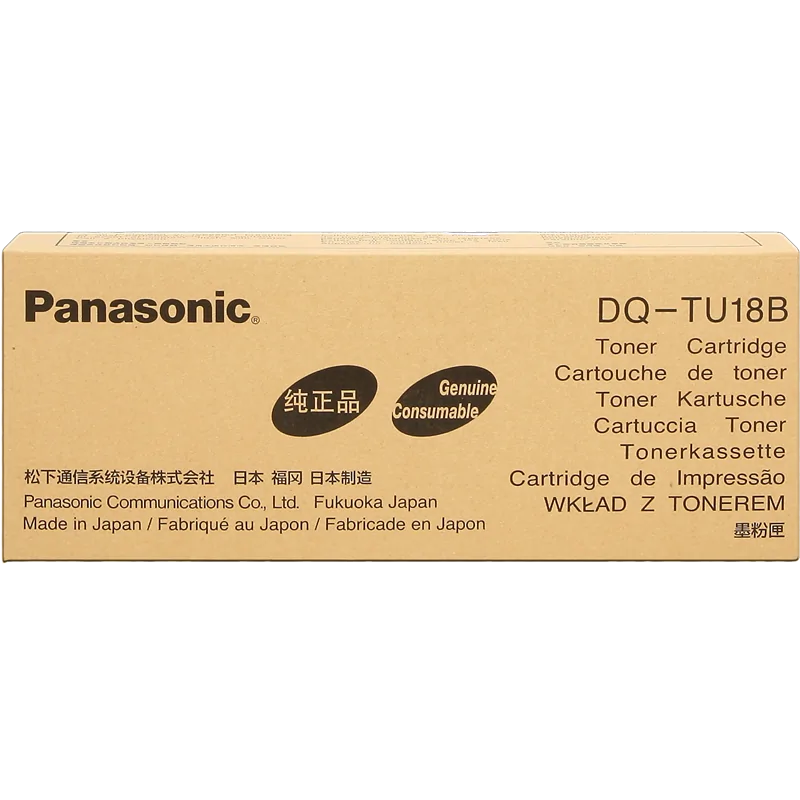 Panasonic®
DQ-TU18B
Toner Cartridge
Cartouche de toner
Toner Kartusche
Cartuccia Toner
Tonerkassette
Cartridge de Impressão
WKŁAD Z TONEREM
墨粉匣
纯正品
Genuine
Consumable
松下通信系统设备株式会社 日本 福冈 日本制造
Panasonic Communications Co., Ltd. Fukuoka Japan
Made in Japan / Fabriqué au Japon / Fabricade en Japon